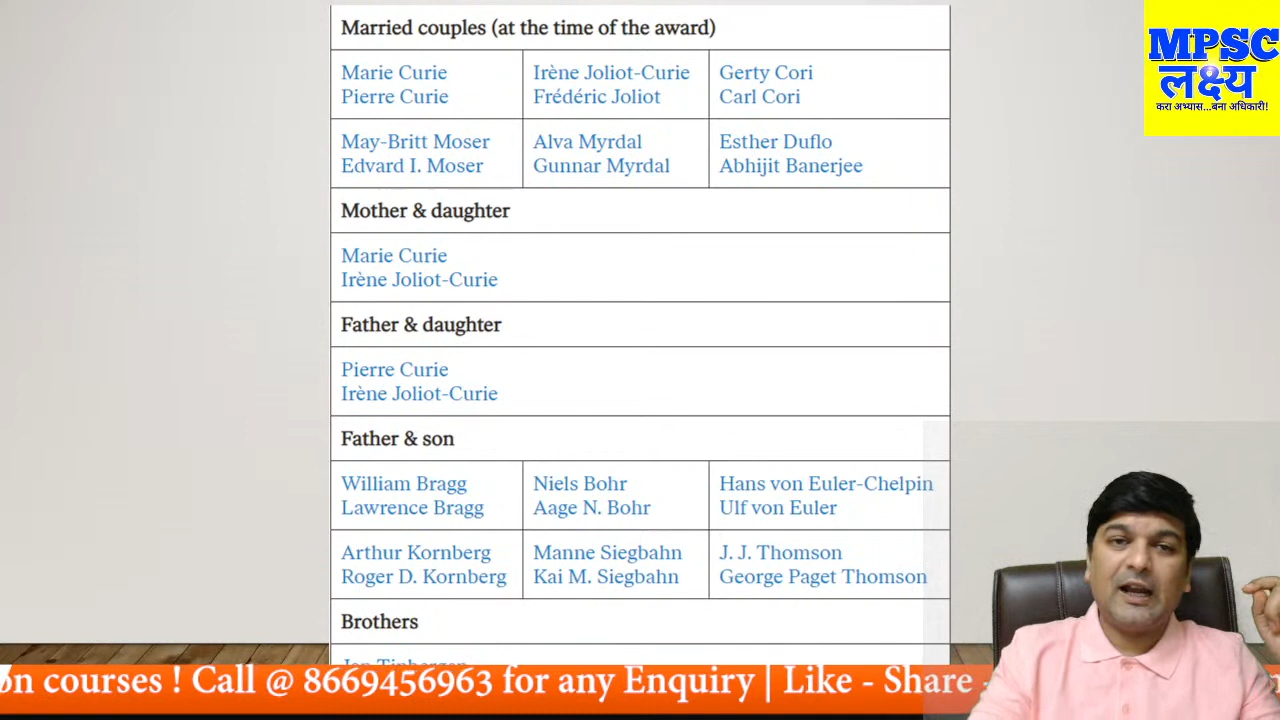 Married couples (at the time of the award)
Marie Curie
Pierre Curie
Irène Joliot-Curie
Frédéric Joliot
Gerty Cori
Carl Cori
May-Britt Moser
Edvard I. Moser
Alva Myrdal
Gunnar Myrdal
Esther Duflo
Abhijit Banerjee
Mother & daughter
Marie Curie
Irène Joliot-Curie
Father & daughter
Pierre Curie
Irène Joliot-Curie
Father & son
William Bragg
Lawrence Bragg
Niels Bohr
Aage N. Bohr
Hans von Euler-Chelpin
Ulf von Euler
Arthur Kornberg
Roger D. Kornberg
Manne Siegbahn
Kai M. Siegbahn
J. J. Thomson
George Paget Thomson
Brothers
MPSC
लक्ष्य
करा अभ्यास...बना अधिकारी!
on courses ! Call @ 8669456963 for any Enquiry | Like - Share -